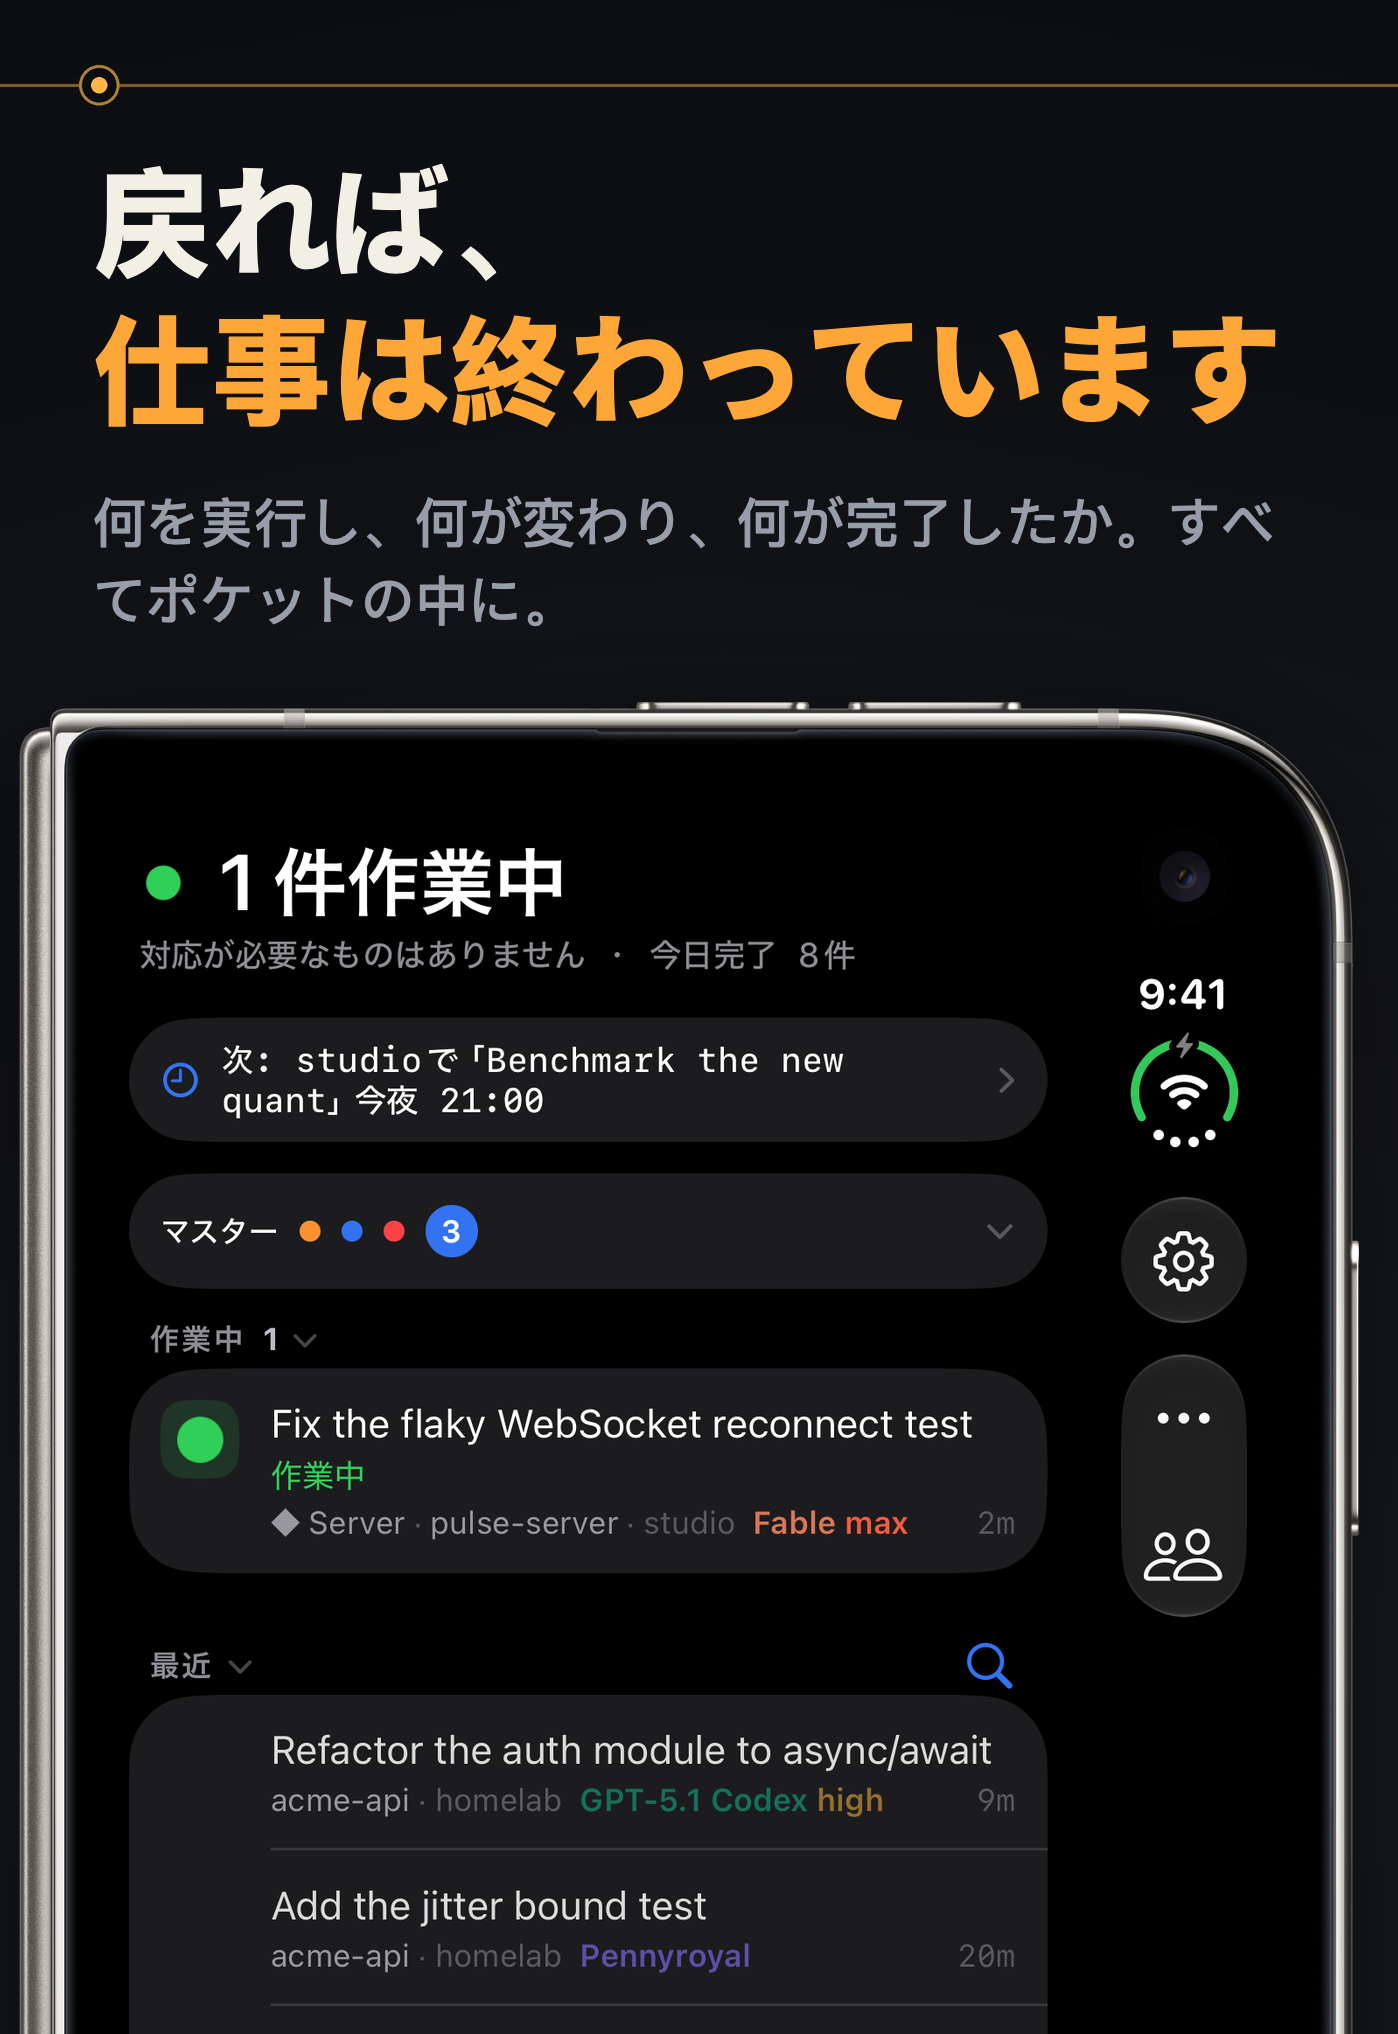 戻れば、
仕事は終わっています
何を実行し、何が変わり、何が完了したか。すべ
てポケットの中に。
1 件作業中
対応が必要なものはありません · 今日完了 8件
9:41
次: studioで「Benchmark the new
quant」今夜 21:00
マスター 3
作業中 1
Fix the flaky WebSocket reconnect test
作業中
Server · pulse-server · studio Fable max 2m
最近
Refactor the auth module to async/await
acme-api · homelab GPT-5.1 Codex high 9m
Add the jitter bound test
acme-api · homelab Pennyroyal 20m